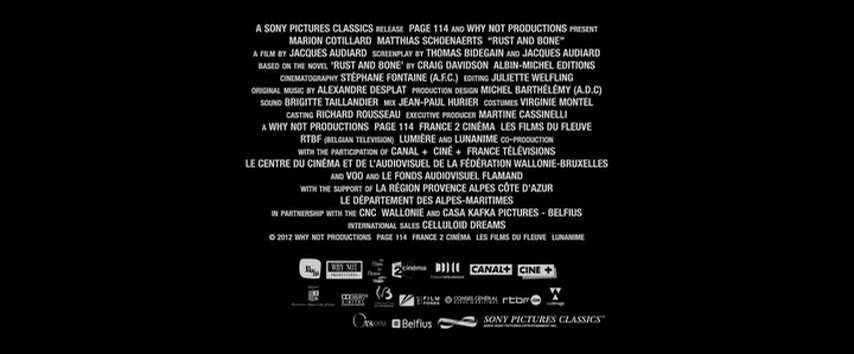 A SONY PICTURES CLASSICS RELEASE PAGE 114 AND WHY NOT PRODUCTIONS PRESENT
MARION COTILLARD MATTHIAS SCHOENAERTS "RUST AND BONE"
A FILM BY JACQUES AUDIARD SCREENPLAY BY THOMAS BIDEGAIN AND JACQUES AUDIARD
BASED ON THE NOVEL 'RUST AND BONE' BY CRAIG DAVIDSON ALBIN-MICHEL EDITIONS
CINEMATOGRAPHY STÉPHANE FONTAINE (A.F.C.) EDITING JULIETTE WELFLING
ORIGINAL MUSIC BY ALEXANDRE DESPLAT PRODUCTION DESIGN MICHEL BARTHÉLÉMY (A.D.C)
SOUND BRIGITTE TAILLANDIER MIX JEAN-PAUL HURIER COSTUMES VIRGINIE MONTEL
CASTING RICHARD ROUSSEAU EXECUTIVE PRODUCER MARTINE CASSINELLI
A WHY NOT PRODUCTIONS PAGE 114 FRANCE 2 CINÉMA LES FILMS DU FLEUVE
RTBF (BELGIAN TELEVISION) LUMIÈRE AND LUNANIME CO-PRODUCTION
WITH THE PARTICIPATION OF CANAL + CINÉ + FRANCE TÉLÉVISIONS
LE CENTRE DU CINÉMA ET DE L'AUDIOVISUEL DE LA FÉDÉRATION WALLONIE-BRUXELLES
AND VOO AND LE FONDS AUDIOVISUEL FLAMAND
WITH THE SUPPORT OF LA RÉGION PROVENCE ALPES CÔTE D'AZUR
LE DÉPARTEMENT DES ALPES-MARITIMES
IN PARTNERSHIP WITH THE CNC WALLONIE AND CASA KAFKA PICTURES - BELFIUS
INTERNATIONAL SALES CELLULOID DREAMS
© 2012 WHY NOT PRODUCTIONS PAGE 114 FRANCE 2 CINÉMA LES FILMS DU FLEUVE LUNANIME
WHY NOT PRODUCTIONS 2 cinéma CANAL+ CINE +
DOLBY DIGITAL FILM FONDS CONSEIL GÉNÉRAL rtbf
Belfius SONY PICTURES CLASSICS™